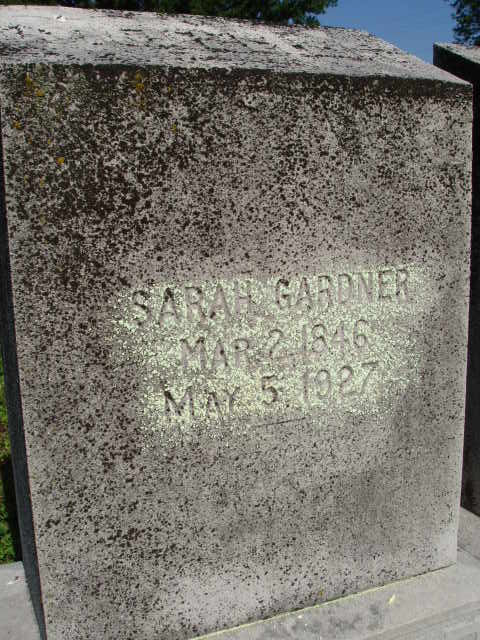 SARAH GARDNER
MAR 2, 1846
MAY 5, 1927